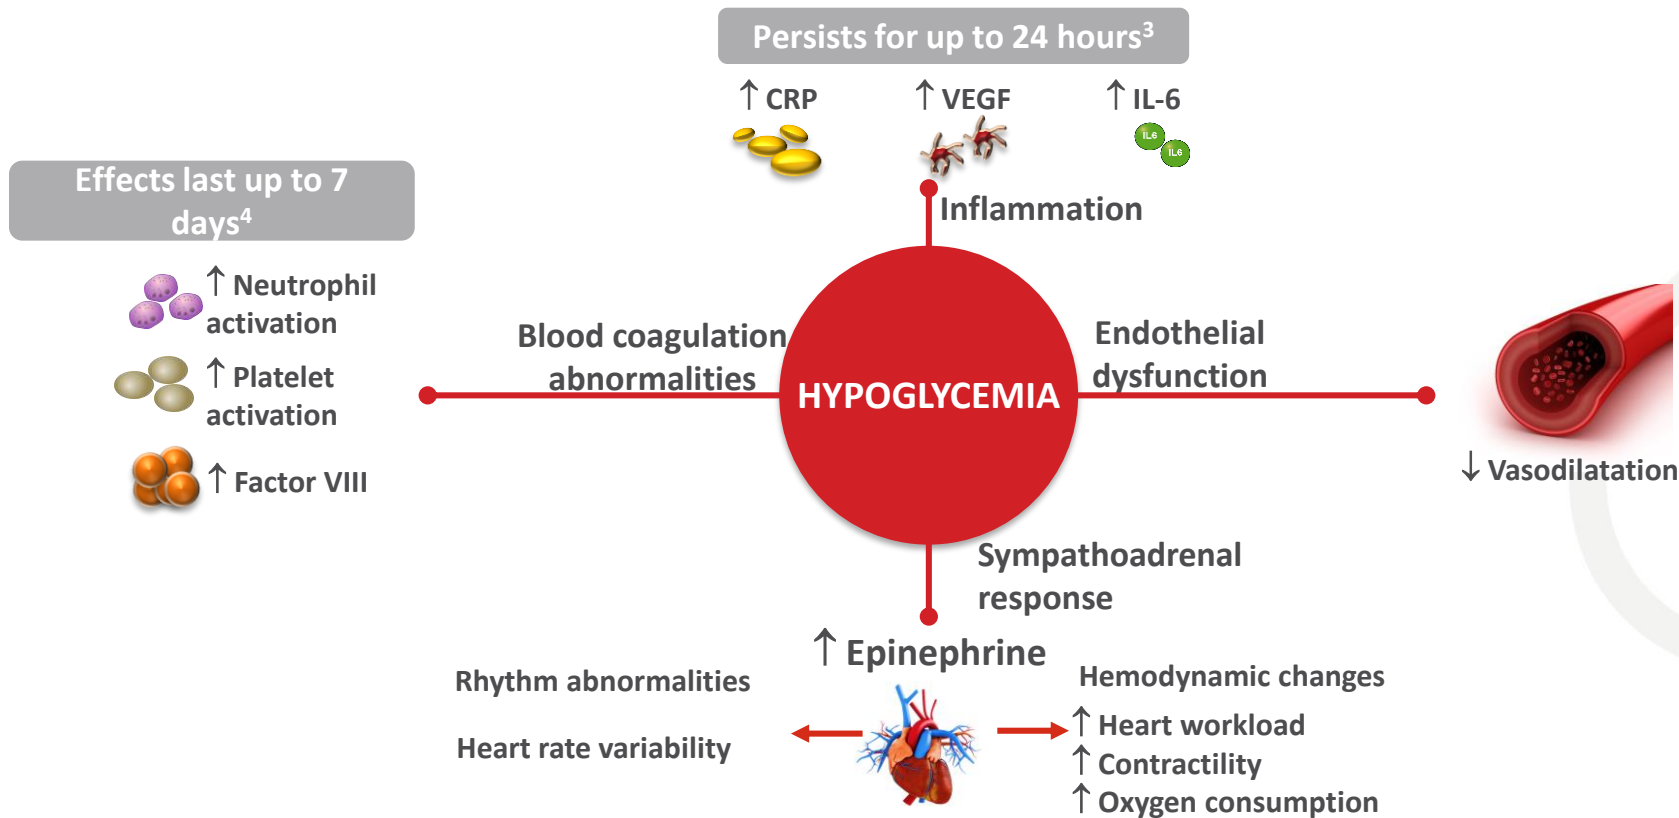 Persists for up to 24 hours³
↑ CRP
↑ VEGF
↑ IL-6
IL6
IL6
Inflammation
Effects last up to 7
days⁴
↑ Neutrophil
activation
↑ Platelet
activation
↑ Factor VIII
Blood coagulation
abnormalities
HYPOGLYCEMIA
Endothelial
dysfunction
↓ Vasodilatation
Sympathoadrenal
response
↑ Epinephrine
Rhythm abnormalities
Heart rate variability
Hemodynamic changes
↑ Heart workload
↑ Contractility
↑ Oxygen consumption